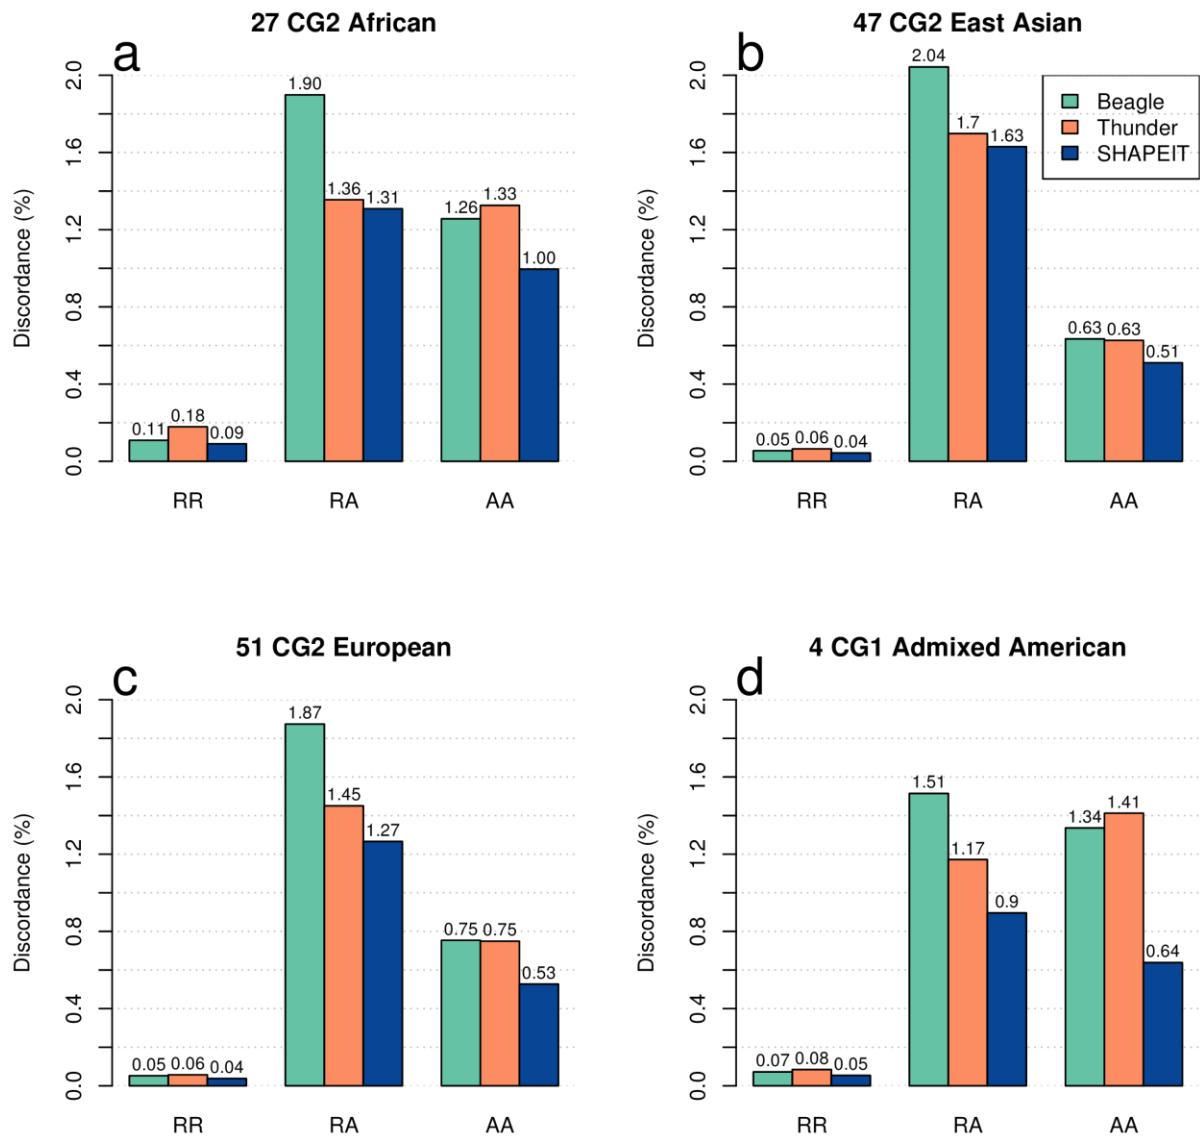 27 CG2 African
a
Discordance (%)
2.0
1.6
1.2
0.8
0.4
0.0
0.11
0.18
0.09
1.90
1.36
1.31
1.26
1.33
1.00
RR
RA
AA
47 CG2 East Asian
b
Discordance (%)
2.0
1.6
1.2
0.8
0.4
0.0
0.05
0.06
0.04
2.04
1.7
1.63
0.63
0.63
0.51
Beagle
Thunder
SHAPEIT
RR
RA
AA
51 CG2 European
c
Discordance (%)
2.0
1.6
1.2
0.8
0.4
0.0
0.05
0.06
0.04
1.87
1.45
1.27
0.75
0.75
0.53
RR
RA
AA
4 CG1 Admixed American
d
Discordance (%)
2.0
1.6
1.2
0.8
0.4
0.0
0.07
0.08
0.05
1.51
1.17
0.9
1.34
1.41
0.64
RR
RA
AA